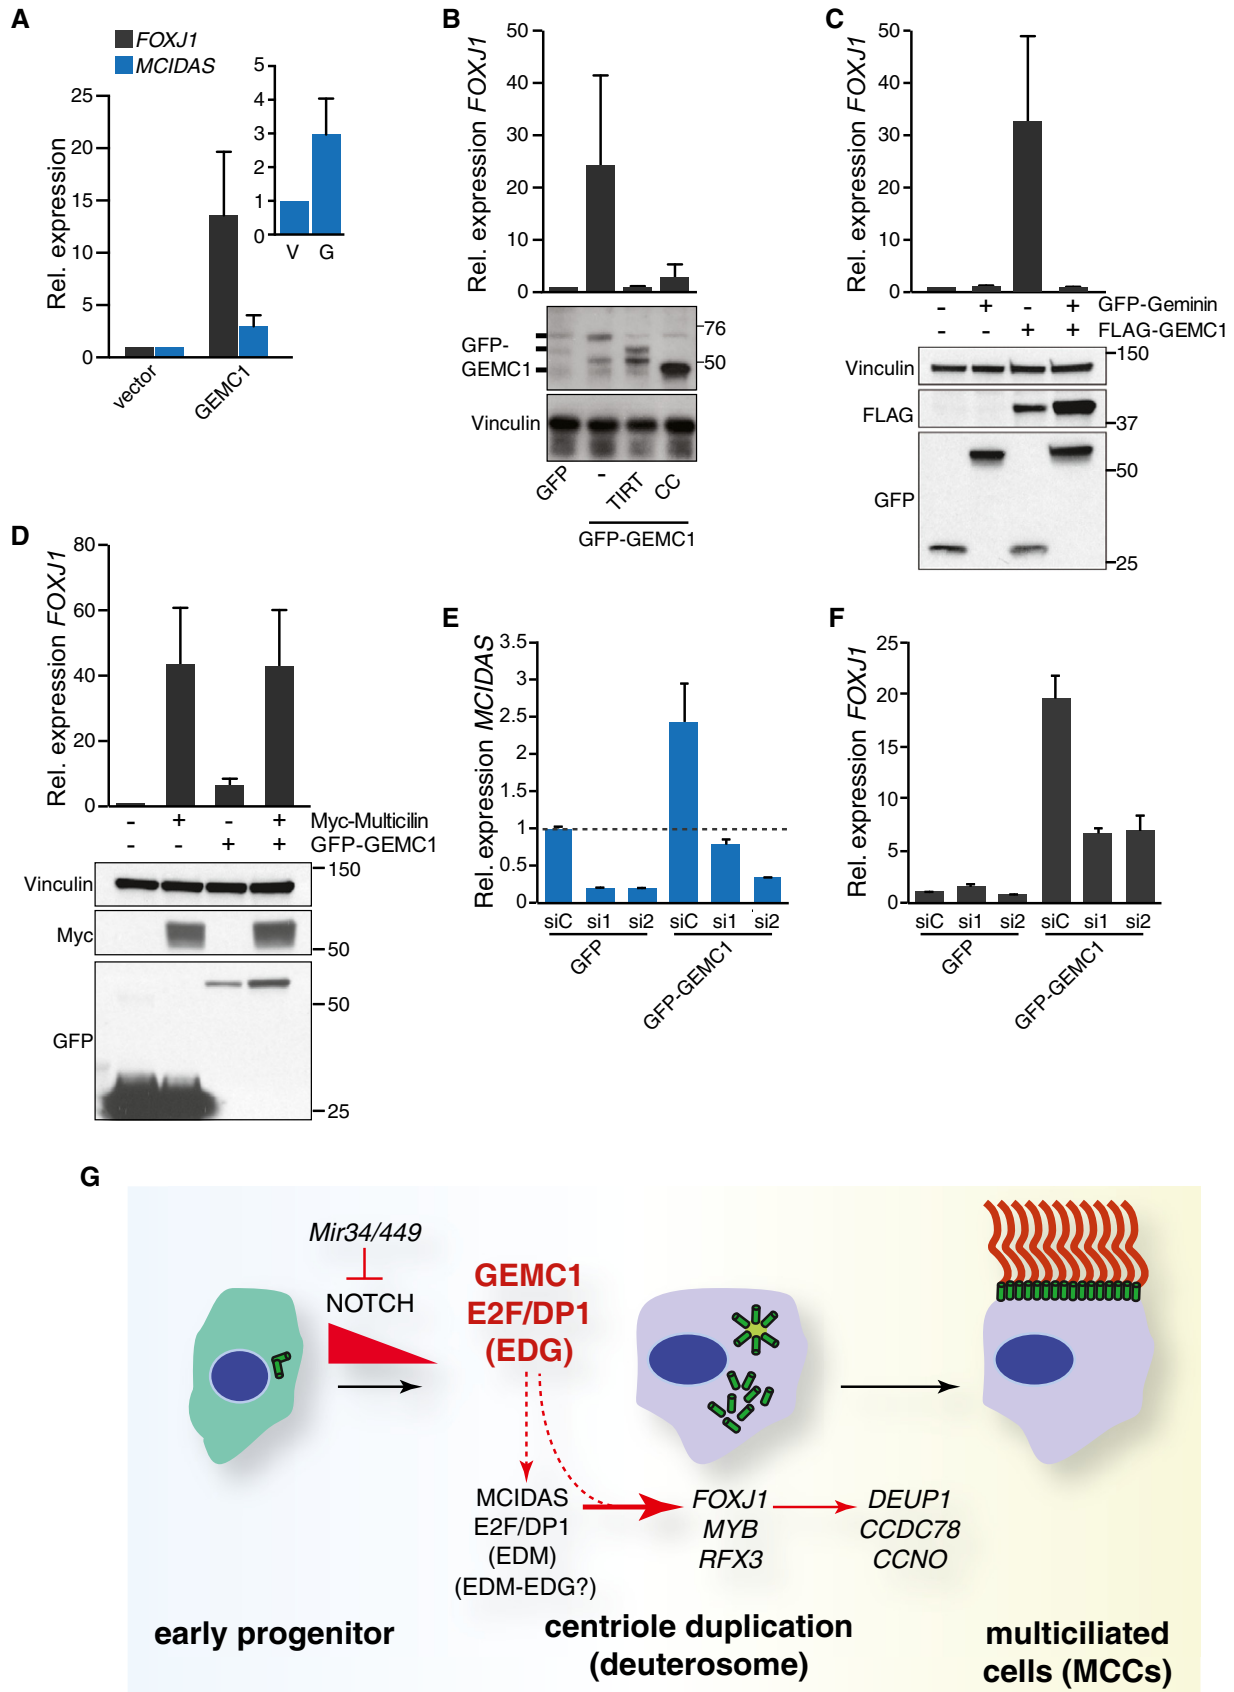 A
FOXJ1
MCIDAS
Rel. expression
25
20
15
10
5
0
vector
GEMC1
5
4
3
2
1
0
V G
B
Rel. expression FOXJ1
50
40
30
20
10
0
GFP-
GEMC1
76
50
Vinculin
GFP - TIRT CC
GFP-GEMC1
C
Rel. expression FOXJ1
50
40
30
20
10
0
- + - + GFP-Geminin
- - + + FLAG-GEMC1
Vinculin
150
FLAG
37
GFP
50
25
D
Rel. expression FOXJ1
80
60
40
20
0
- + - + Myc-Multicilin
- - + + GFP-GEMC1
Vinculin
150
Myc
50
GFP
50
25
E
Rel. expression MCIDAS
3.5
3
2.5
2
1.5
1
0.5
0
siC si1 si2 siC si1 si2
GFP
GFP-GEMC1
F
Rel. expression FOXJ1
25
20
15
10
5
0
siC si1 si2 siC si1 si2
GFP
GFP-GEMC1
G
Mir34/449
NOTCH
GEMC1
E2F/DP1
(EDG)
MCIDAS
E2F/DP1
(EDM)
(EDM-EDG?)
FOXJ1
MYB
RFX3
DEUP1
CCDC78
CCNO
early progenitor
centriole duplication
(deuterosome)
multiciliated
cells (MCCs)